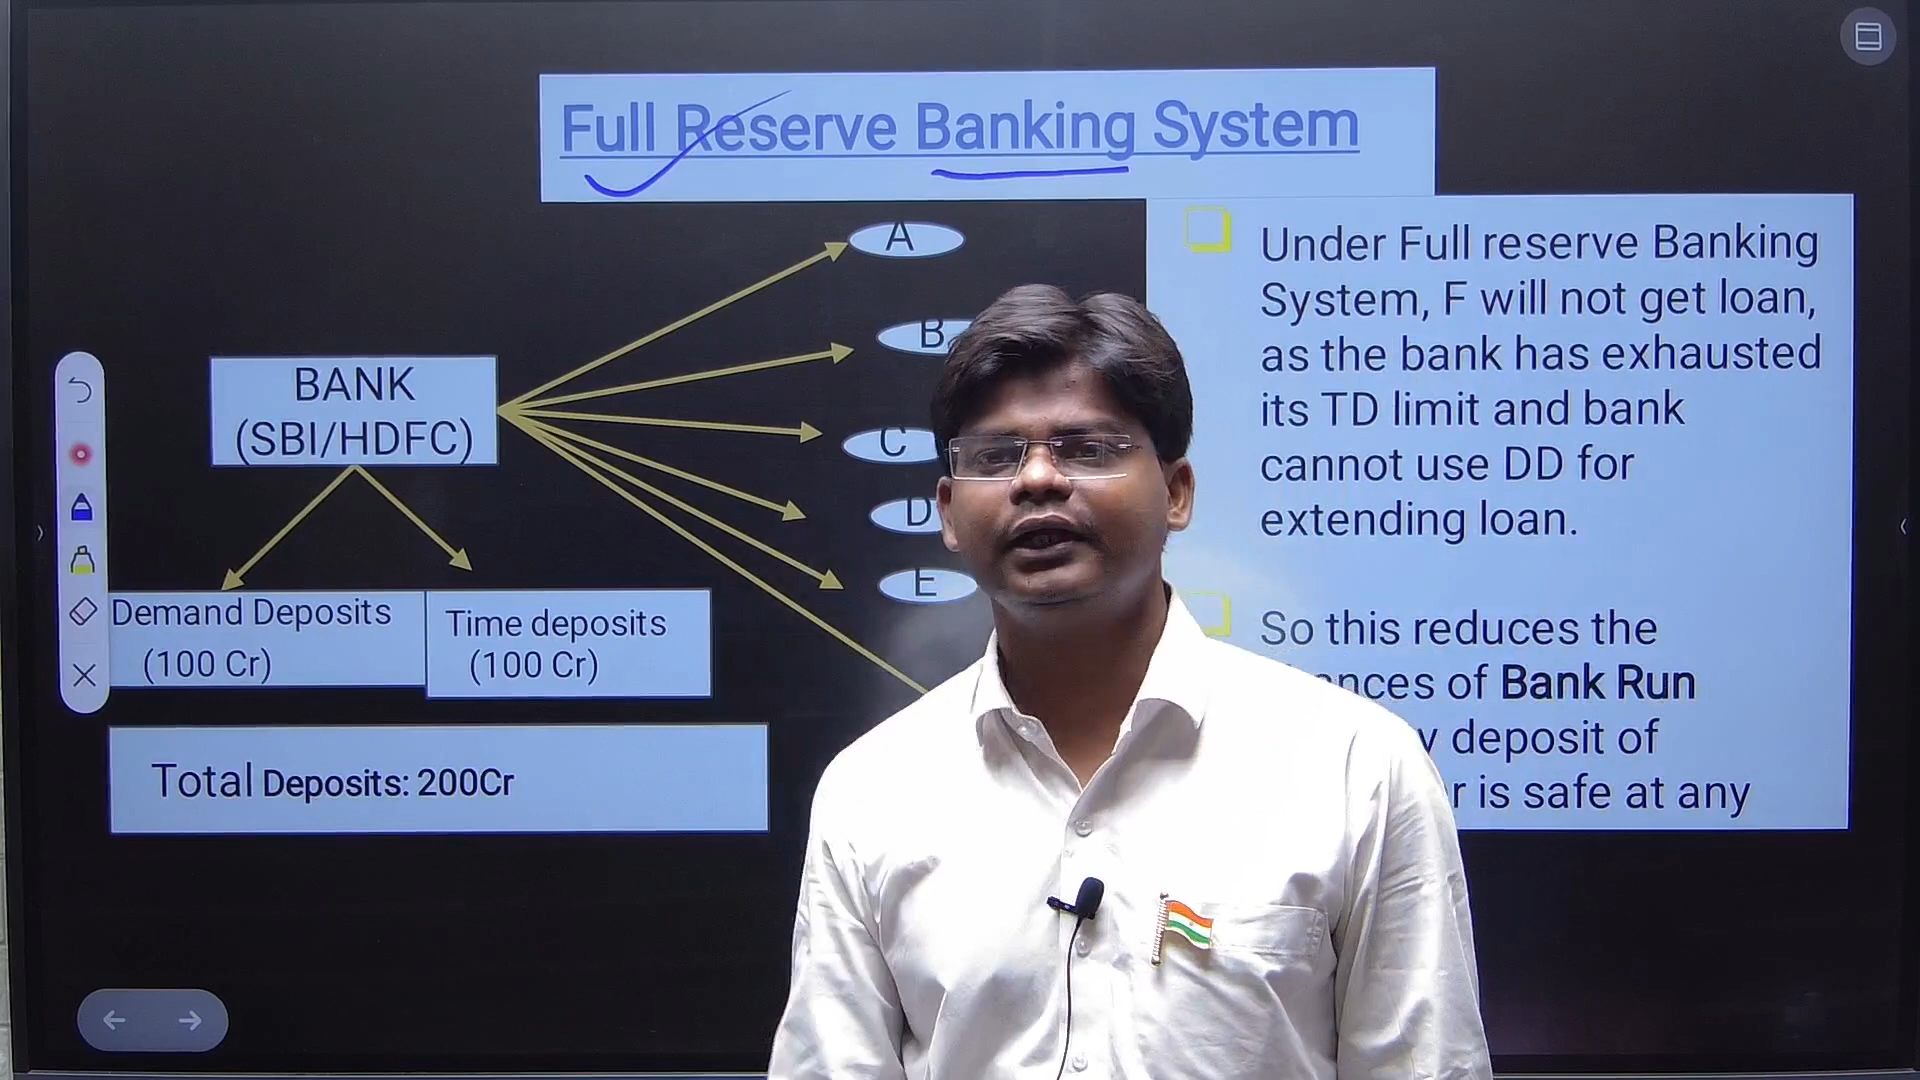 Full Reserve Banking System
A
B
C
D
E
BANK
(SBI/HDFC)
Demand Deposits
(100 Cr)
Time deposits
(100 Cr)
Total Deposits: 200Cr
Under Full reserve Banking
System, F will not get loan,
as the bank has exhausted
its TD limit and bank
cannot use DD for
extending loan.
So this reduces the
of Bank Run
deposit of
is safe at any